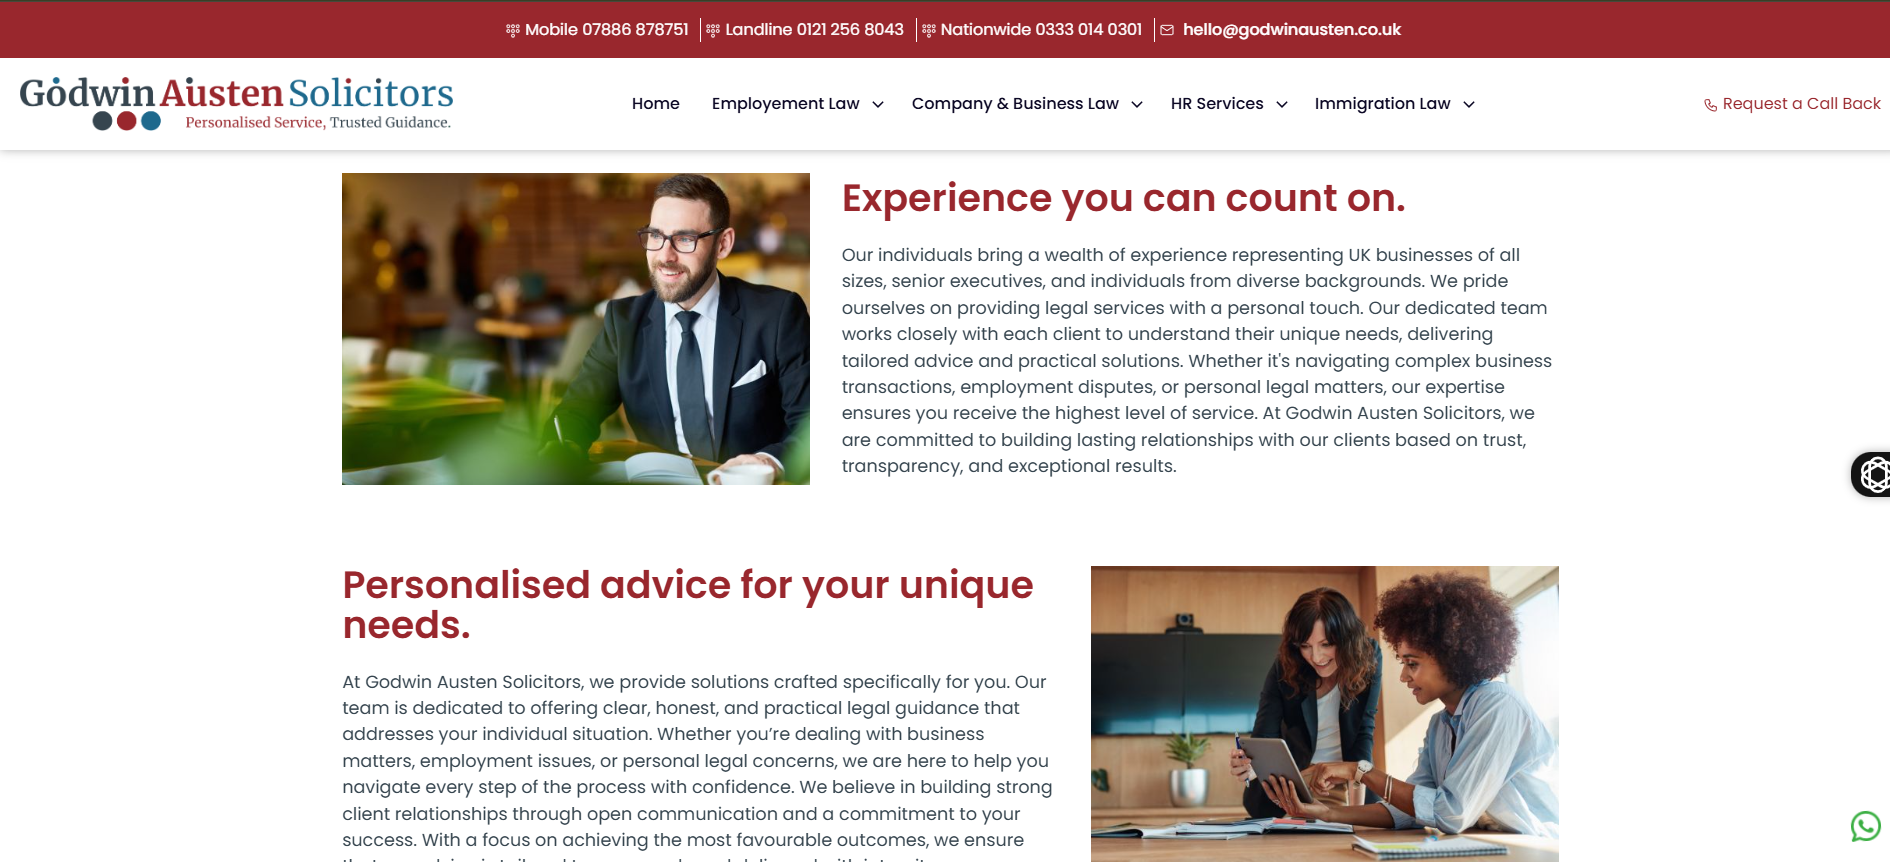 Mobile 07886 878751
Landline 0121 256 8043
Nationwide 0333 014 0301
hello@godwinausten.co.uk
Godwin Austen Solicitors
Personalised Service, Trusted Guidance.
Home
Employement Law
Company & Business Law
HR Services
Immigration Law
Request a Call Back
Experience you can count on.
Our individuals bring a wealth of experience representing UK businesses of all
sizes, senior executives, and individuals from diverse backgrounds. We pride
ourselves on providing legal services with a personal touch. Our dedicated team
works closely with each client to understand their unique needs, delivering
tailored advice and practical solutions. Whether it's navigating complex business
transactions, employment disputes, or personal legal matters, our expertise
ensures you receive the highest level of service. At Godwin Austen Solicitors, we
are committed to building lasting relationships with our clients based on trust,
transparency, and exceptional results.
Personalised advice for your unique
needs.
At Godwin Austen Solicitors, we provide solutions crafted specifically for you. Our
team is dedicated to offering clear, honest, and practical legal guidance that
addresses your individual situation. Whether you’re dealing with business
matters, employment issues, or personal legal concerns, we are here to help you
navigate every step of the process with confidence. We believe in building strong
client relationships through open communication and a commitment to your
success. With a focus on achieving the most favourable outcomes, we ensure